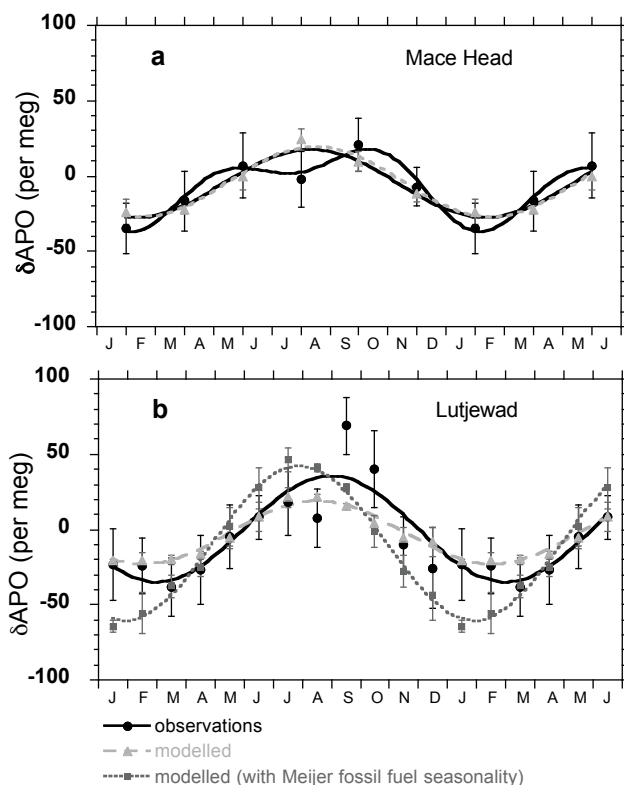 100
a
Mace Head
50
0
-50
-100
δAPO (per meg)
J F M A M J J A S O N D J F M A M J
100
b
Lutjewad
50
0
-50
-100
δAPO (per meg)
J F M A M J J A S O N D J F M A M J
observations
modelled
modelled (with Meijer fossil fuel seasonality)